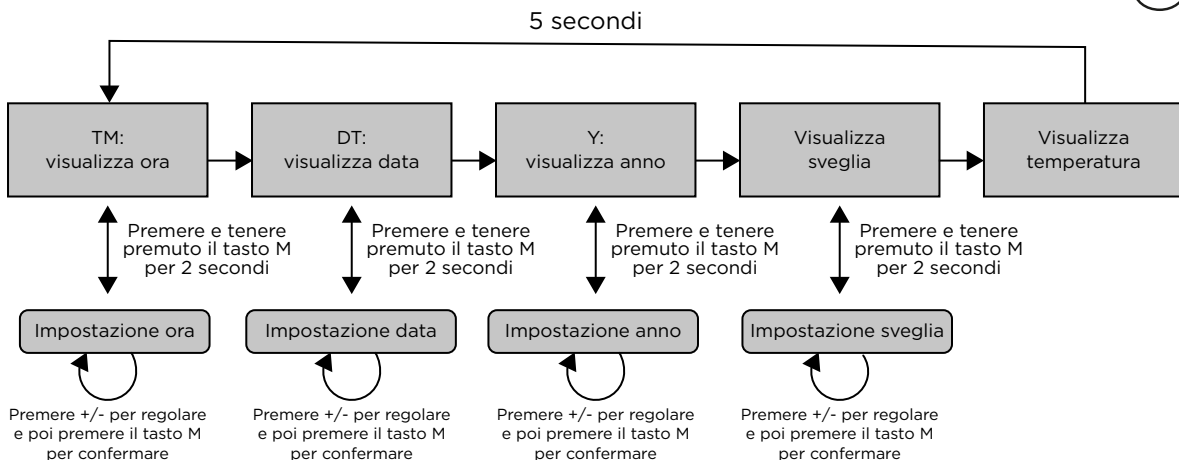 5 secondi
TM:
visualizza ora
DT:
visualizza data
Y:
visualizza anno
Visualizza
sveglia
Visualizza
temperatura
Premere e tenere
premuto il tasto M
per 2 secondi
Premere e tenere
premuto il tasto M
per 2 secondi
Premere e tenere
premuto il tasto M
per 2 secondi
Premere e tenere
premuto il tasto M
per 2 secondi
Impostazione ora
Impostazione data
Impostazione anno
Impostazione sveglia
Premere +/- per regolare
e poi premere il tasto M
per confermare
Premere +/- per regolare
e poi premere il tasto M
per confermare
Premere +/- per regolare
e poi premere il tasto M
per confermare
Premere +/- per regolare
e poi premere il tasto M
per confermare